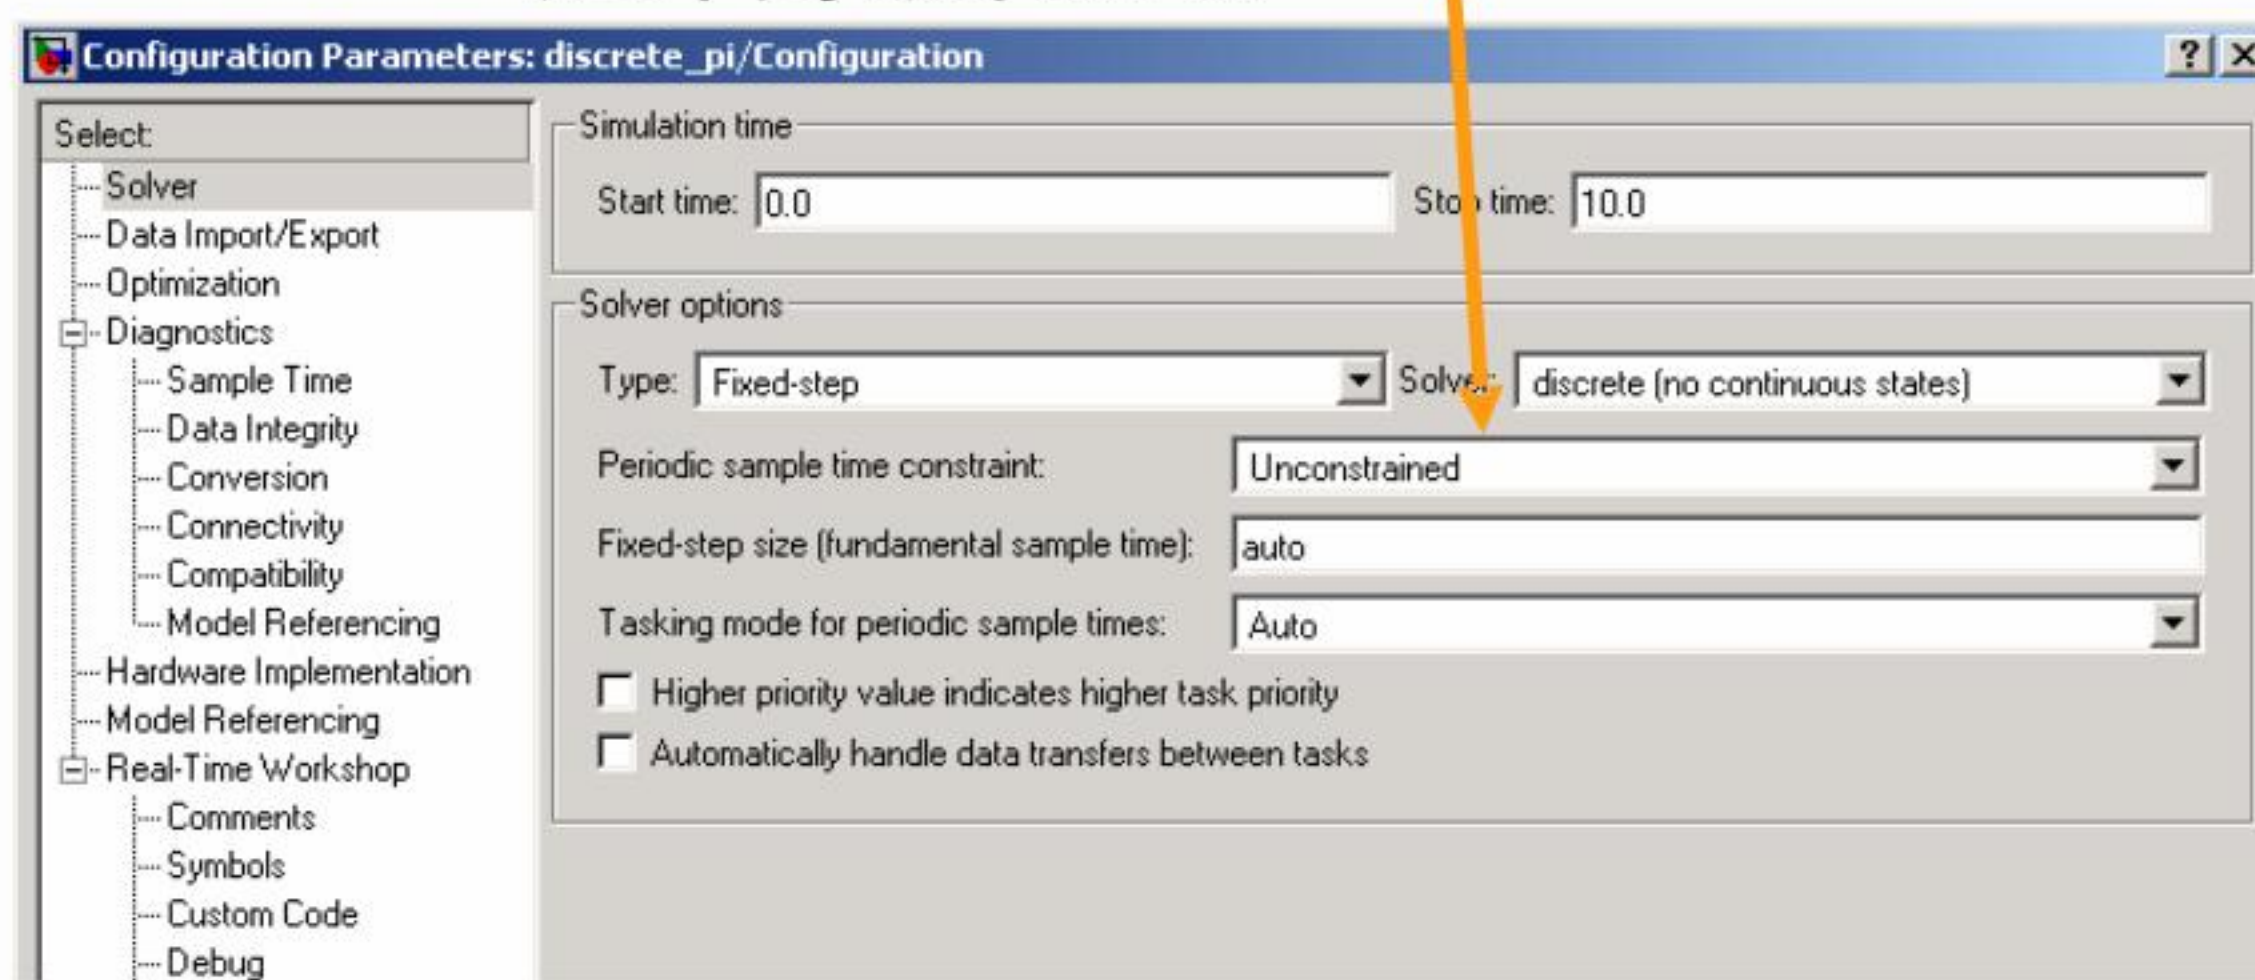 Configuration Parameters: discrete_pi/Configuration
Select:
Solver
Data Import/Export
Optimization
Diagnostics
Sample Time
Data Integrity
Conversion
Connectivity
Compatibility
Model Referencing
Hardware Implementation
Model Referencing
Real-Time Workshop
Comments
Symbols
Custom Code
Debug
Simulation time
Start time: 0.0 Stop time: 10.0
Solver options
Type: Fixed-step Solver: discrete (no continuous states)
Periodic sample time constraint: Unconstrained
Fixed-step size (fundamental sample time): auto
Tasking mode for periodic sample times: Auto
Higher priority value indicates higher task priority
Automatically handle data transfers between tasks